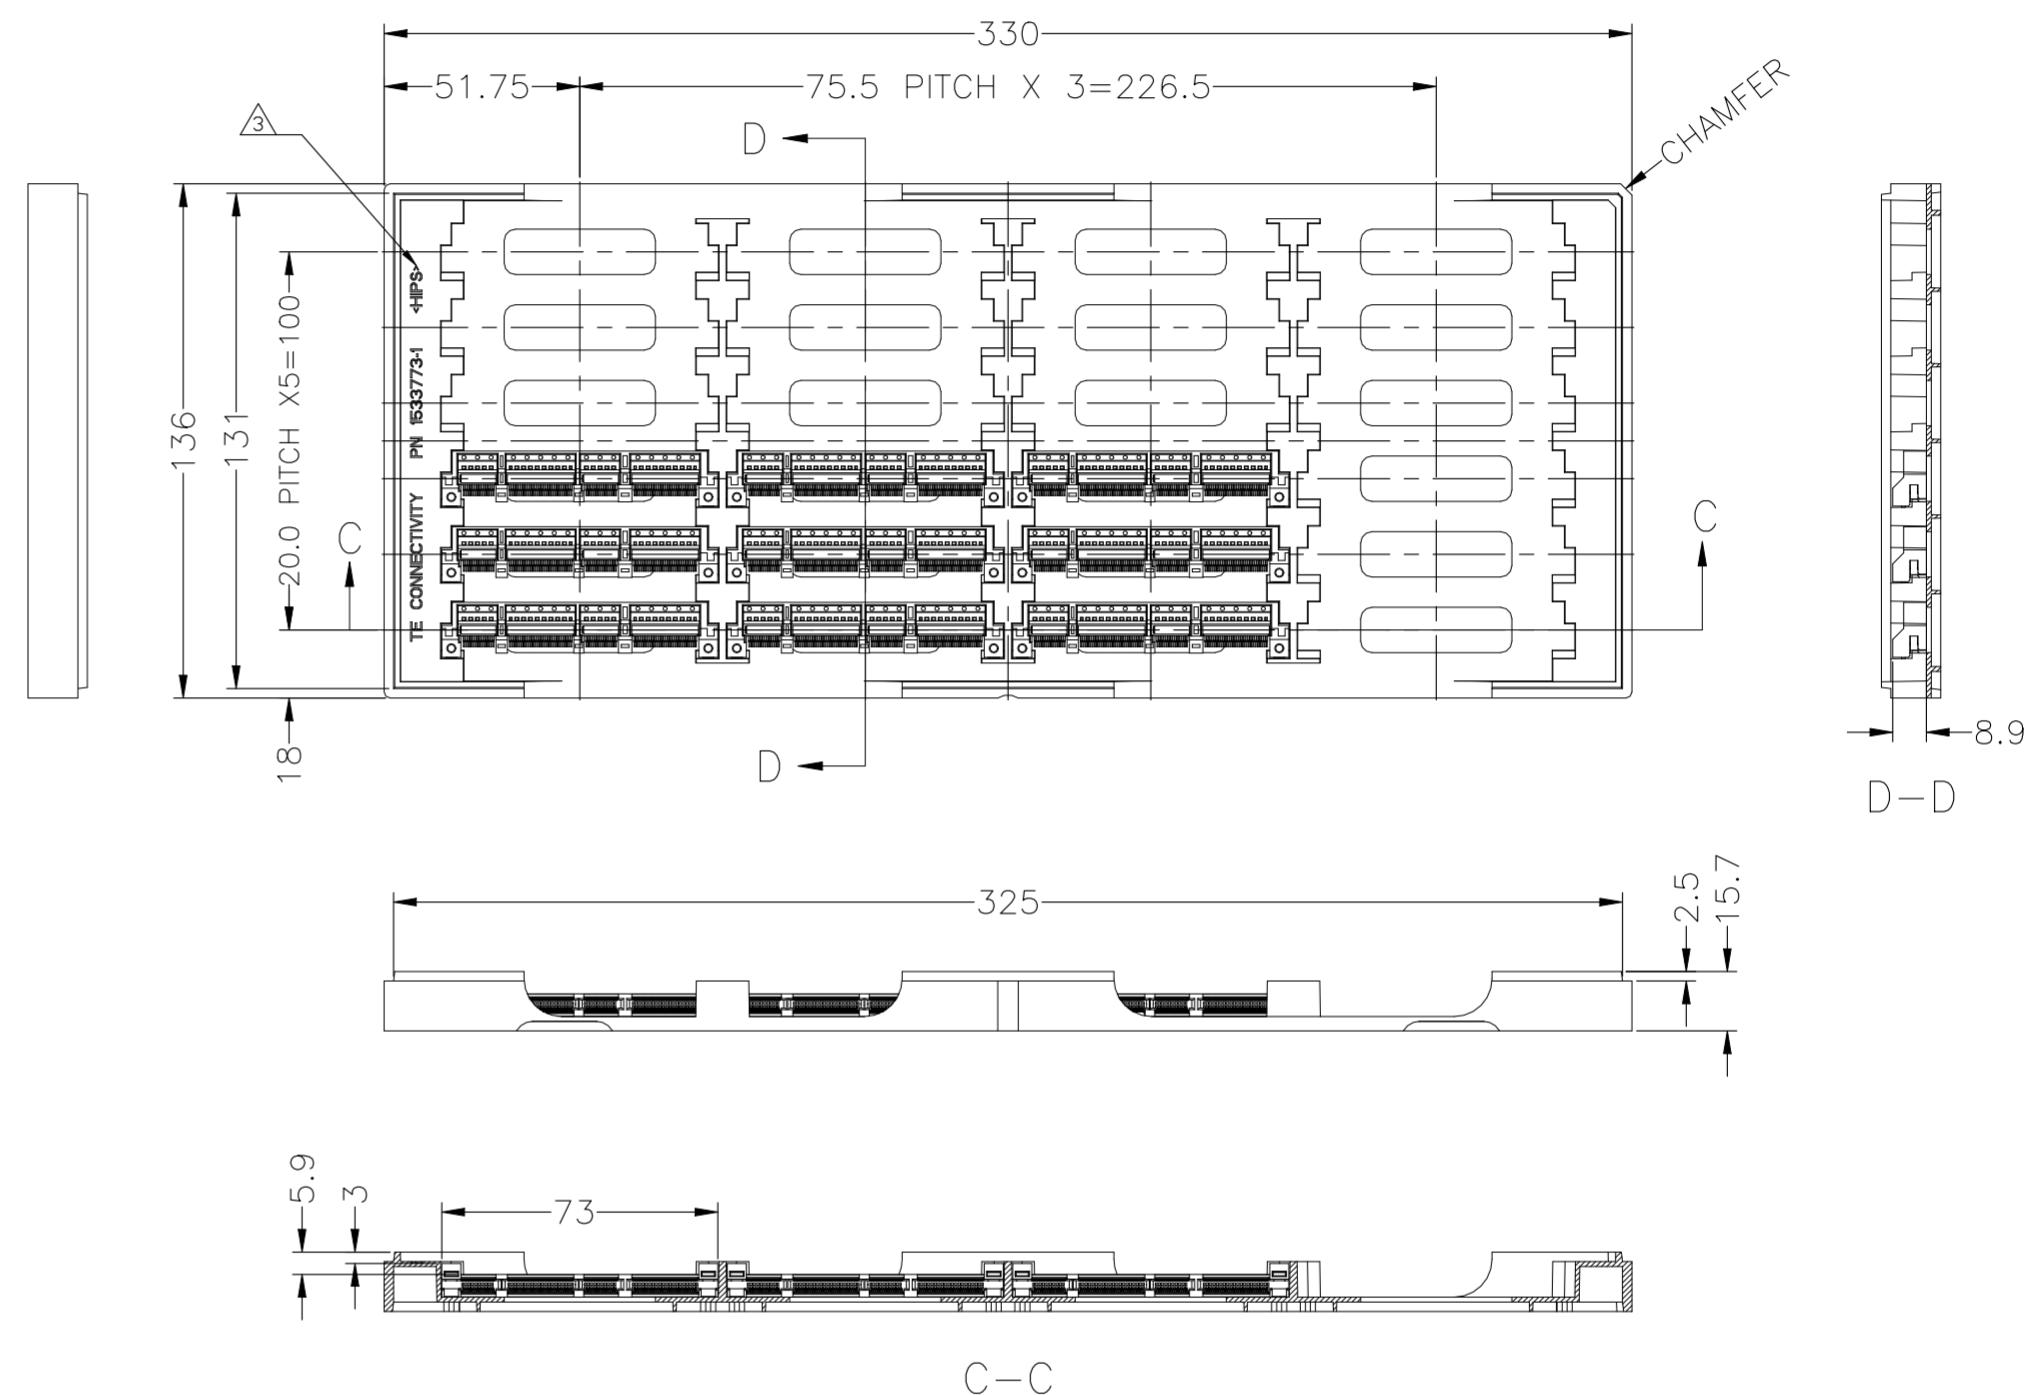 330
51.75
75.5 PITCH X 3=226.5
CHAMFER
3
D
136
131
20.0 PITCH X5=100
<HIPS>
PN 1533773-1
TE CONNECTIVITY
C
C
18
D
8.9
D-D
325
2.5
15.7
5.9
3
73
C-C